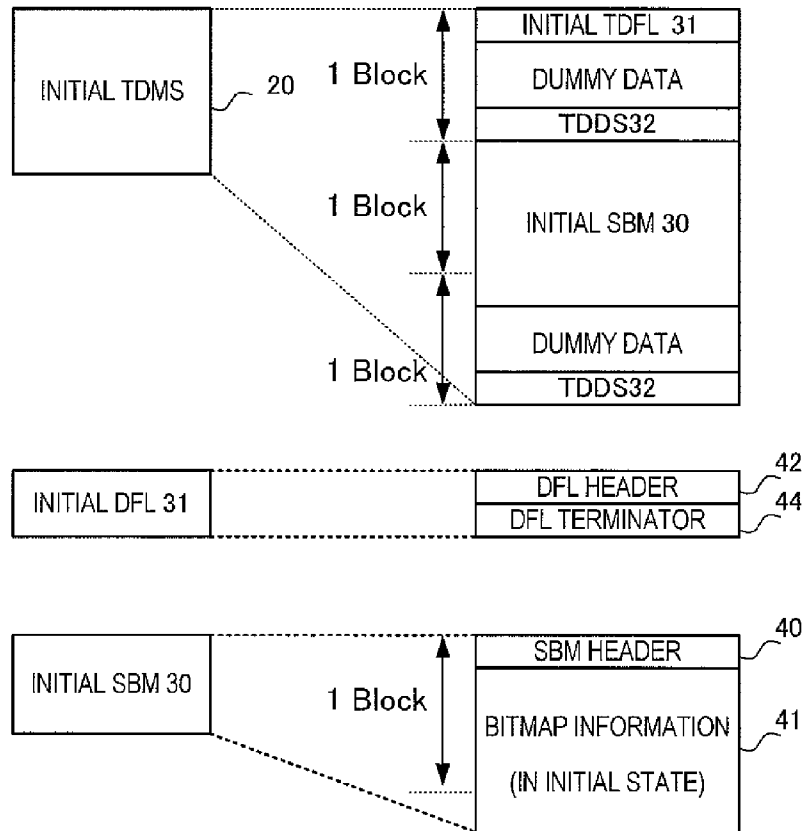 INITIAL TDMS
20
1 Block
INITIAL TDFL 31
DUMMY DATA
TDDS32
1 Block
INITIAL SBM 30
1 Block
DUMMY DATA
TDDS32
INITIAL DFL 31
DFL HEADER
42
DFL TERMINATOR
44
INITIAL SBM 30
1 Block
SBM HEADER
40
BITMAP INFORMATION
(IN INITIAL STATE)
41